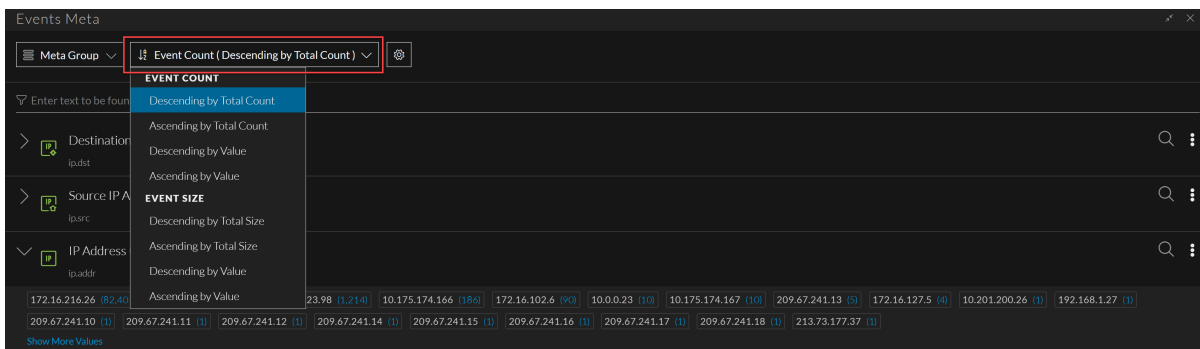 Events Meta
Meta Group
Event Count ( Descending by Total Count )
EVENT COUNT
Enter text to be foun
Descending by Total Count
Ascending by Total Count
Destination
ip.dst
Descending by Value
Ascending by Value
Source IP A
ip.src
EVENT SIZE
Descending by Total Size
IP Address
ip.addr
Ascending by Total Size
Descending by Value
Ascending by Value
172.16.216.26 (82,40 23.98 (1,214) 10.175.174.166 (186) 172.16.102.6 (90) 10.0.0.23 (10) 10.175.174.167 (10) 209.67.241.13 (5) 172.16.127.5 (4) 10.201.200.26 (1) 192.168.1.27 (1)
209.67.241.10 (1) 209.67.241.11 (1) 209.67.241.12 (1) 209.67.241.14 (1) 209.67.241.15 (1) 209.67.241.16 (1) 209.67.241.17 (1) 209.67.241.18 (1) 213.73.177.37 (1)
Show More Values